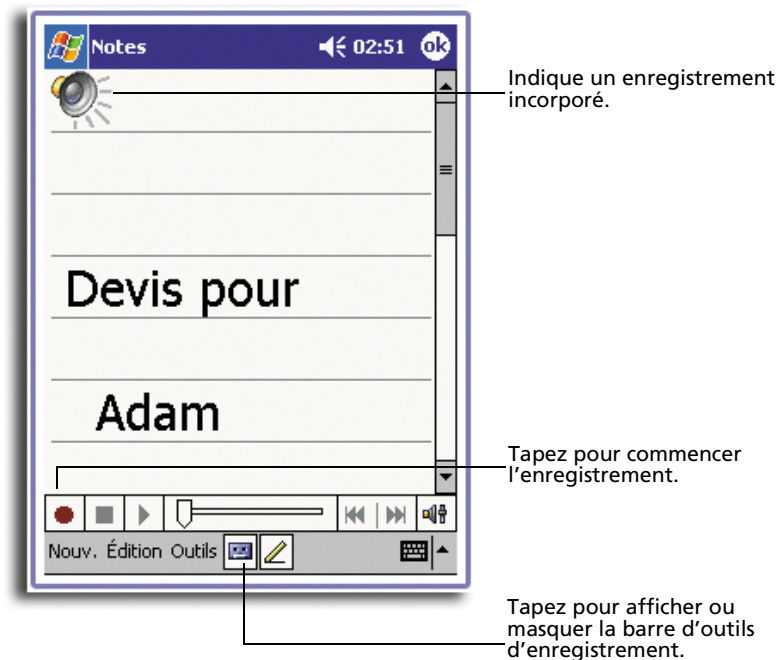 Notes 02:51 ok
Indique un enregistrement
incorporé.
Devis pour
Adam
Tapez pour commencer
l’enregistrement.
Nouv. Édition Outils
Tapez pour afficher ou
masquer la barre d’outils
d’enregistrement.